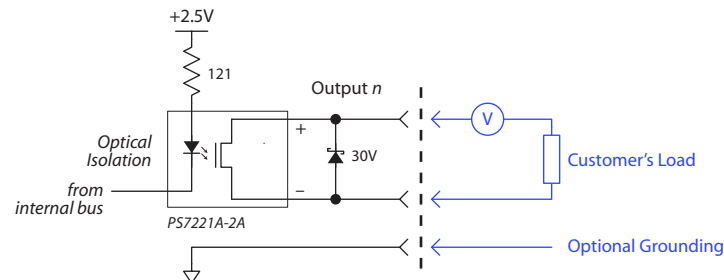 +2.5V
121
Output n
Optical
Isolation
+
30V
V
Customer's Load
from
internal bus
–
PS7221A-2A
Optional Grounding